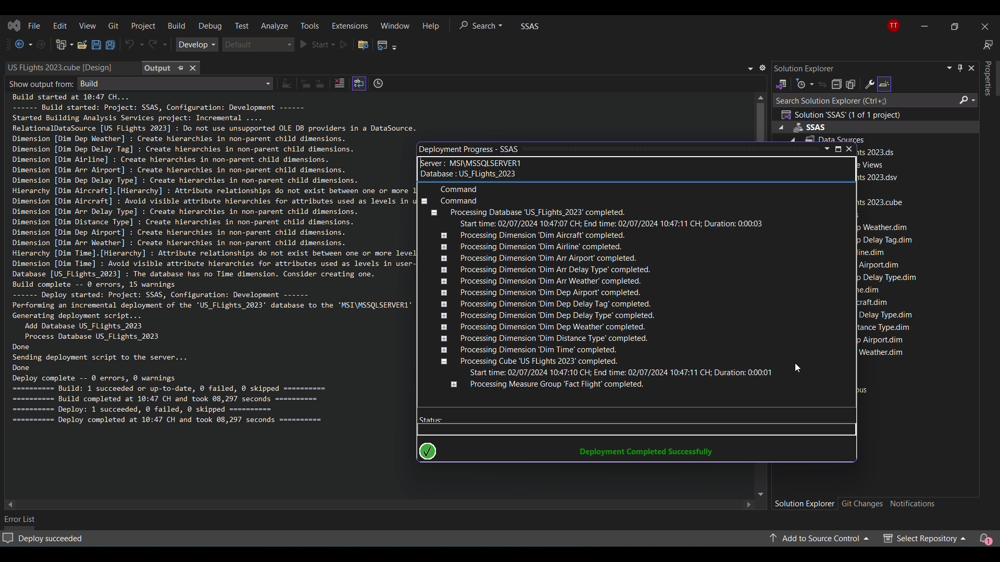 File Edit View Git Project Build Debug Test Analyze Tools Extensions Window Help Search SSAS TT
Develop Default Start
US FLights 2023.cube [Design] Output
Show output from: Build
Build started at 10:47 CH...
------ Build started: Project: SSAS, Configuration: Development ------
Started Building Analysis Services project: Incremental ....
RelationalDataSource [US FLights 2023] : Do not use unsupported OLE DB providers in a DataSource.
Dimension [Dim Dep Weather] : Create hierarchies in non-parent child dimensions.
Dimension [Dim Dep Delay Tag] : Create hierarchies in non-parent child dimensions.
Dimension [Dim Airline] : Create hierarchies in non-parent child dimensions.
Dimension [Dim Arr Airport] : Create hierarchies in non-parent child dimensions.
Dimension [Dim Dep Delay Type] : Create hierarchies in non-parent child dimensions.
Hierarchy [Dim Aircraft].[Hierarchy] : Attribute relationships do not exist between one or more l
Dimension [Dim Aircraft] : Avoid visible attribute hierarchies for attributes used as levels in u
Dimension [Dim Arr Delay Type] : Create hierarchies in non-parent child dimensions.
Dimension [Dim Distance Type] : Create hierarchies in non-parent child dimensions.
Dimension [Dim Dep Airport] : Create hierarchies in non-parent child dimensions.
Dimension [Dim Arr Weather] : Create hierarchies in non-parent child dimensions.
Hierarchy [Dim Time].[Hierarchy] : Attribute relationships do not exist between one or more level
Dimension [Dim Time] : Avoid visible attribute hierarchies for attributes used as levels in user-
Database [US_FLights_2023] : The database has no Time dimension. Consider creating one.
Build complete -- 0 errors, 15 warnings
------ Deploy started: Project: SSAS, Configuration: Development ------
Performing an incremental deployment of the 'US_FLights_2023' database to the 'MSI\MSSQLSERVER1'
Generating deployment script...
Add Database US_FLights_2023
Process Database US_FLights_2023
Done
Sending deployment script to the server...
Done
Deploy complete -- 0 errors, 0 warnings
========== Build: 1 succeeded or up-to-date, 0 failed, 0 skipped ==========
========== Build completed at 10:47 CH and took 08,297 seconds ==========
========== Deploy: 1 succeeded, 0 failed, 0 skipped ==========
========== Deploy completed at 10:47 CH and took 08,297 seconds ==========
Deployment Progress - SSAS
Server : MSI\MSSQLSERVER1
Database : US_FLights_2023
Command
Command
Processing Database 'US_FLights_2023' completed.
Start time: 02/07/2024 10:47:07 CH; End time: 02/07/2024 10:47:11 CH; Duration: 0:00:03
Processing Dimension 'Dim Aircraft' completed.
Processing Dimension 'Dim Airline' completed.
Processing Dimension 'Dim Arr Airport' completed.
Processing Dimension 'Dim Arr Delay Type' completed.
Processing Dimension 'Dim Arr Weather' completed.
Processing Dimension 'Dim Dep Airport' completed.
Processing Dimension 'Dim Dep Delay Tag' completed.
Processing Dimension 'Dim Dep Delay Type' completed.
Processing Dimension 'Dim Dep Weather' completed.
Processing Dimension 'Dim Distance Type' completed.
Processing Dimension 'Dim Time' completed.
Processing Cube 'US FLights 2023' completed.
Start time: 02/07/2024 10:47:10 CH; End time: 02/07/2024 10:47:11 CH; Duration: 0:00:01
Processing Measure Group 'Fact Flight' completed.
Status:
Deployment Completed Successfully
Solution Explorer
Search Solution Explorer (Ctrl+;)
Solution 'SSAS' (1 of 1 project)
SSAS
Data Sources
ts 2023.ds
Views
ts 2023.dsv
ts 2023.cube
Weather.dim
Delay Tag.dim
line.dim
Airport.dim
Delay Type.dim
e.dim
craft.dim
Delay Type.dim
tance Type.dim
Airport.dim
Weather.dim
ous
Solution Explorer Git Changes Notifications
Properties
Error List
Deploy succeeded
Add to Source Control Select Repository 1